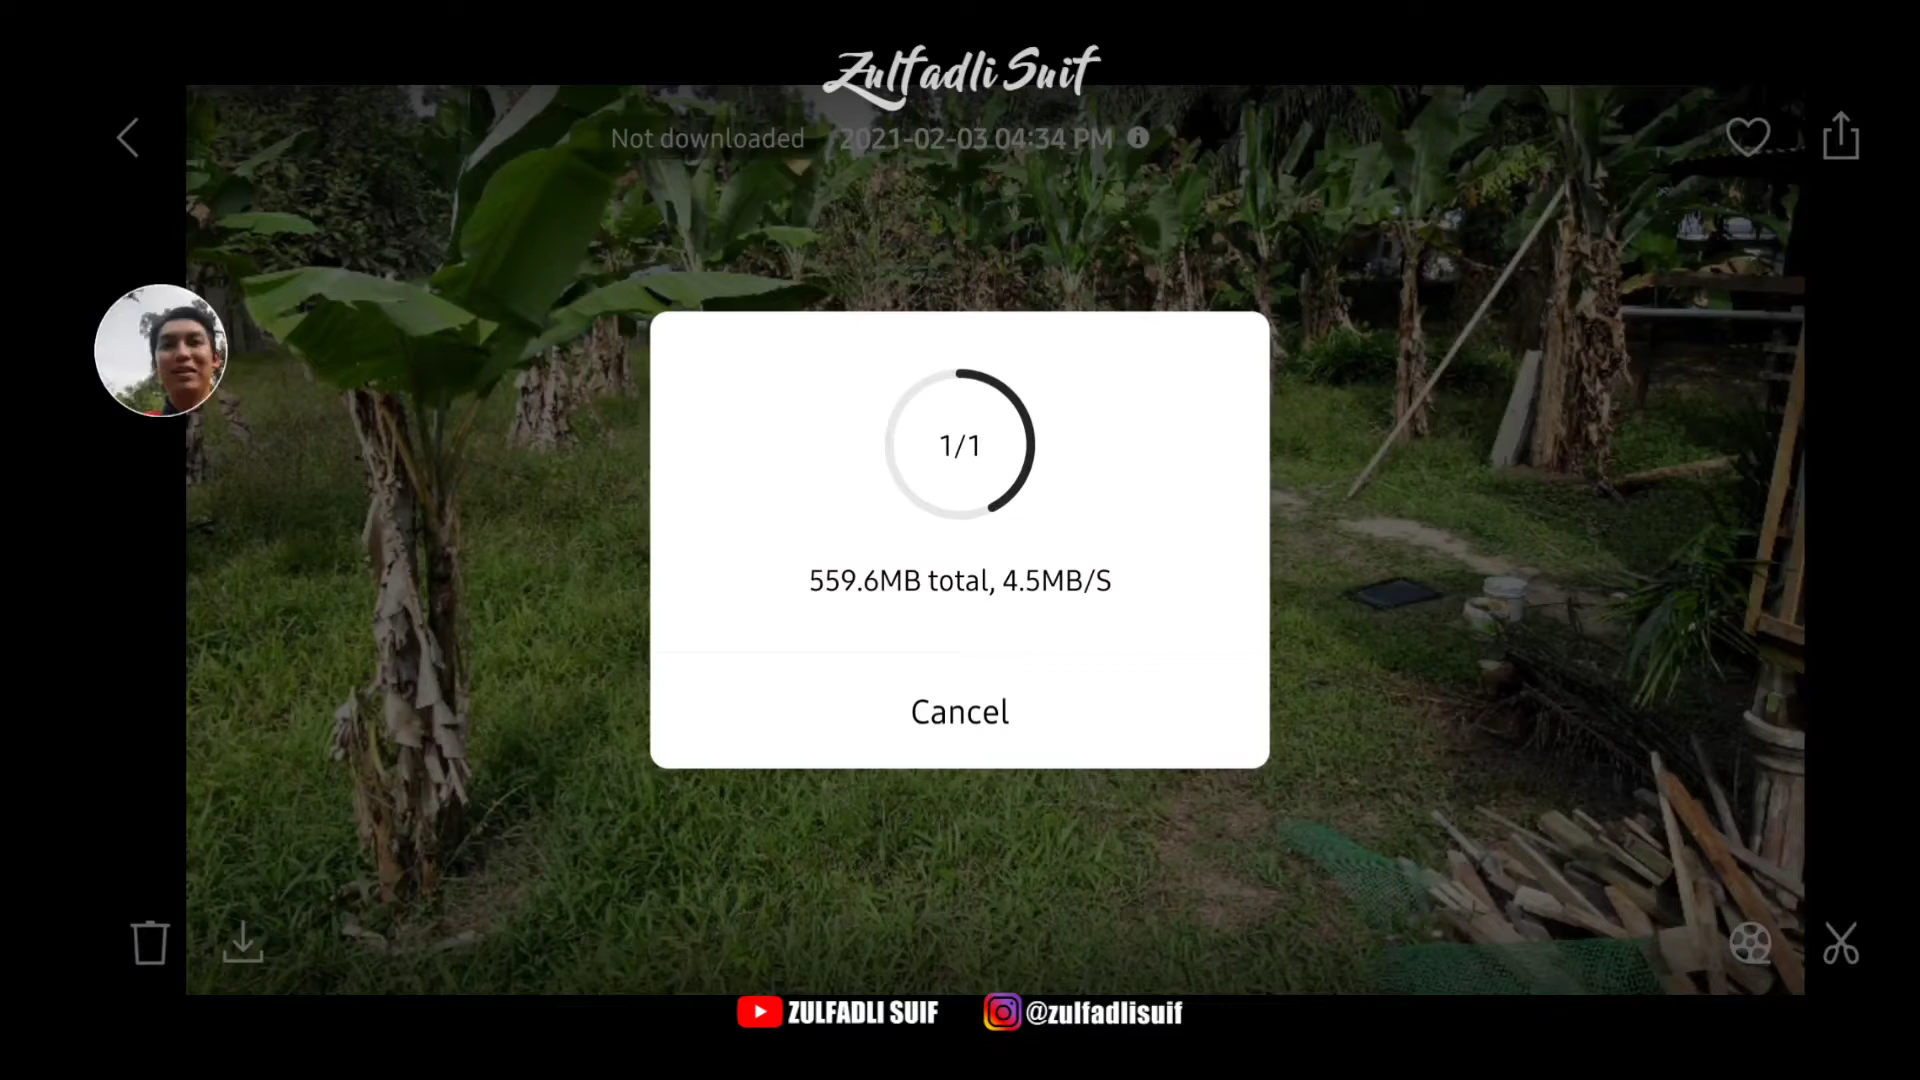 Zulfadli Suif
Not downloaded 2021-02-03 04:34 PM
1/1
559.6MB total, 4.5MB/S
Cancel
ZULFADLI SUIF @zulfadlisuif